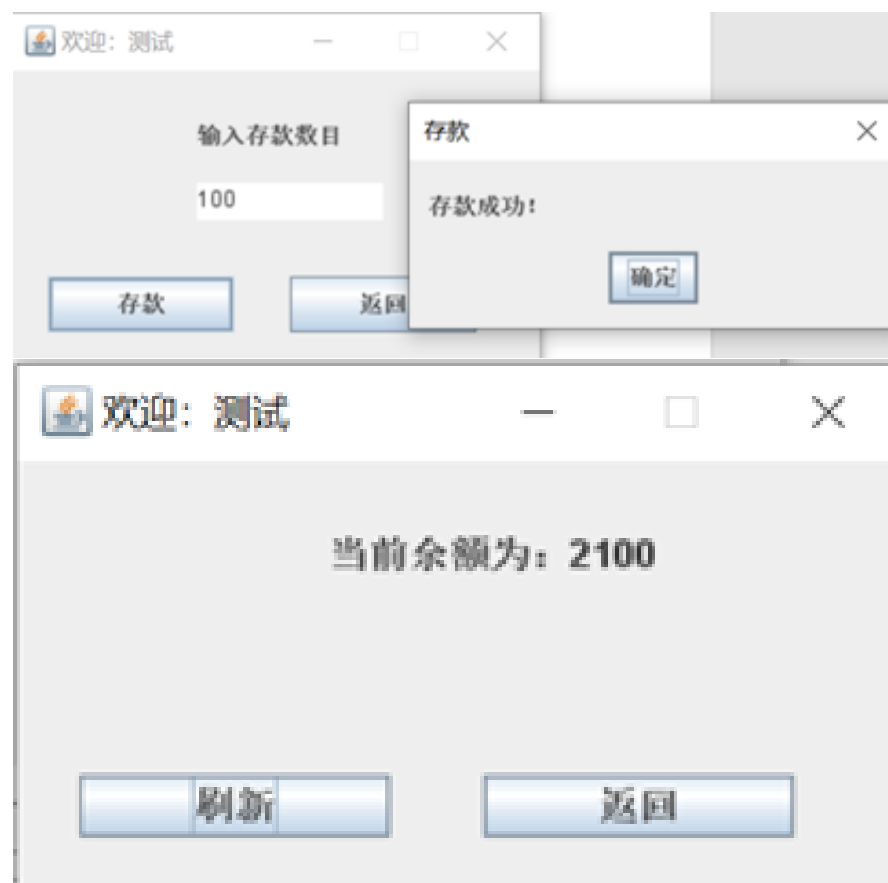 欢迎：测试
输入存款数目
100
存款 返回
存款
存款成功！
确定
欢迎：测试
当前余额为：2100
刷新 返回